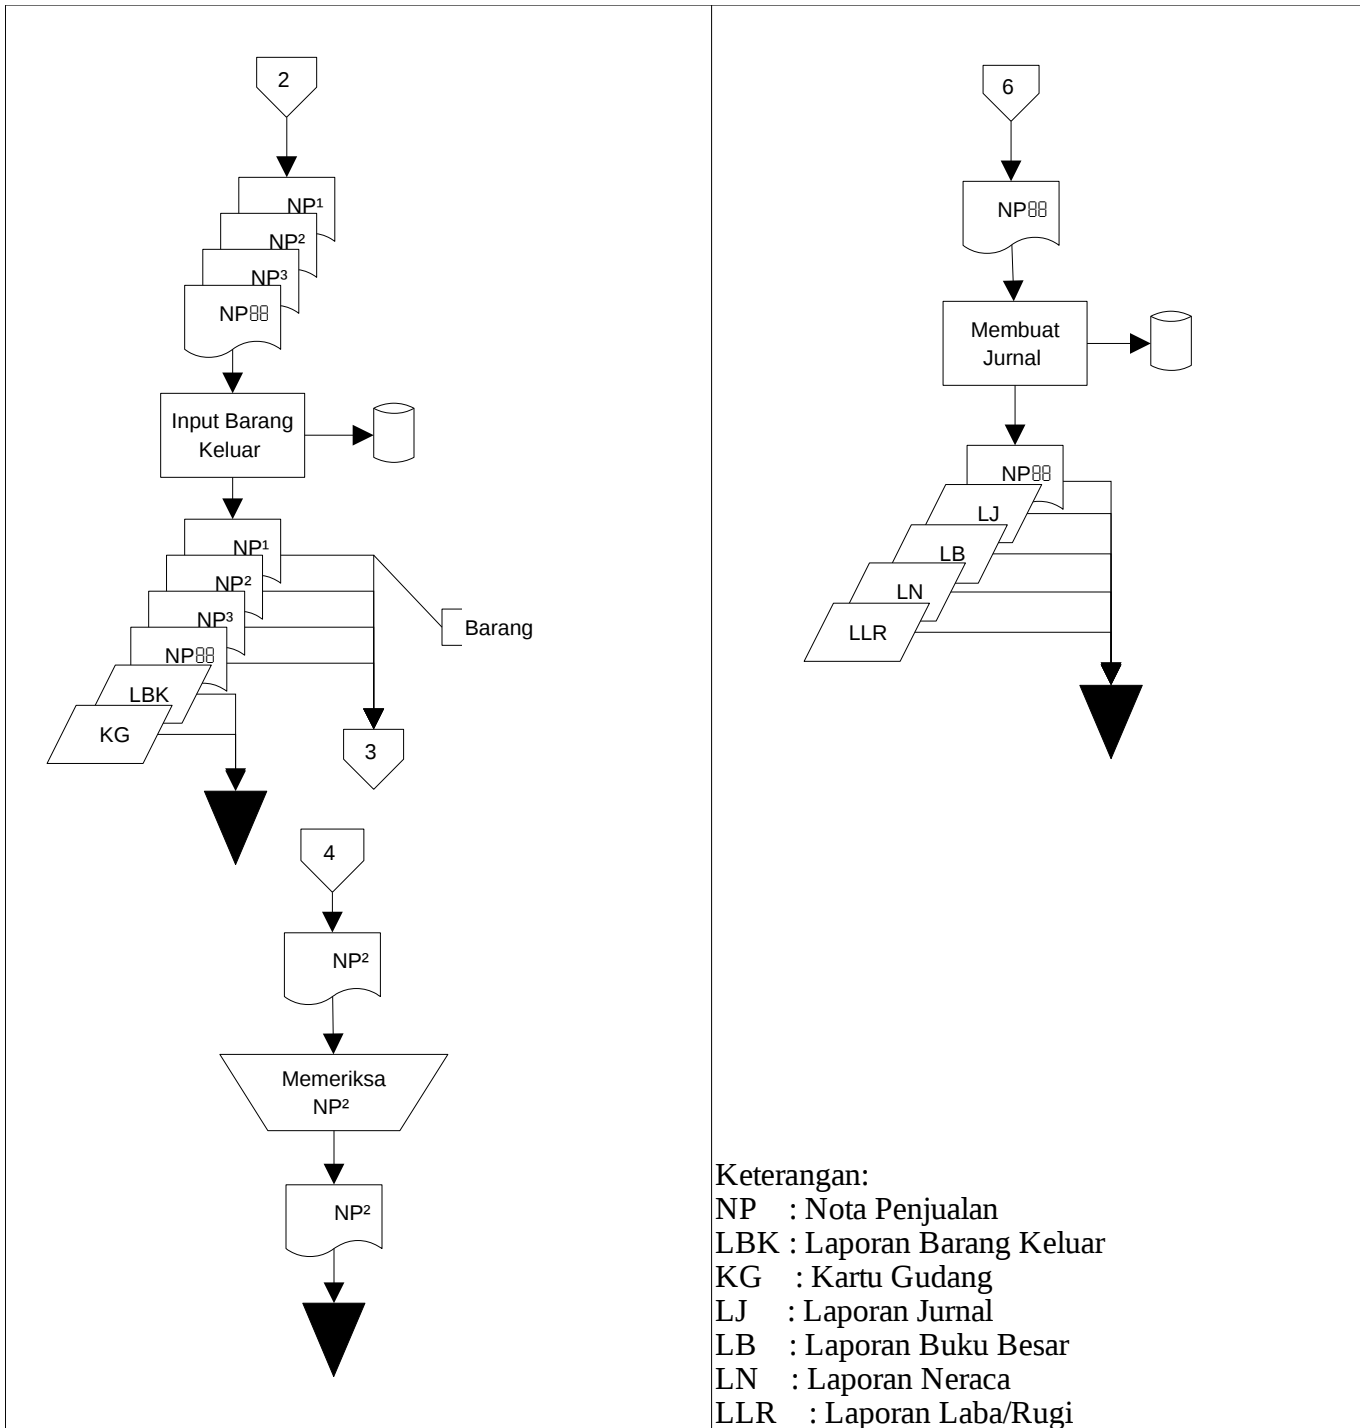 2
NP¹
NP²
NP³
NP
Input Barang
Keluar
NP¹
NP²
NP³
NP
LBK
KG
Barang
3
4
NP²
Memeriksa
NP²
NP²
6
NP
Membuat
Jurnal
NP
LJ
LB
LN
LLR
Keterangan:
NP : Nota Penjualan
LBK : Laporan Barang Keluar
KG : Kartu Gudang
LJ : Laporan Jurnal
LB : Laporan Buku Besar
LN : Laporan Neraca
LLR : Laporan Laba/Rugi